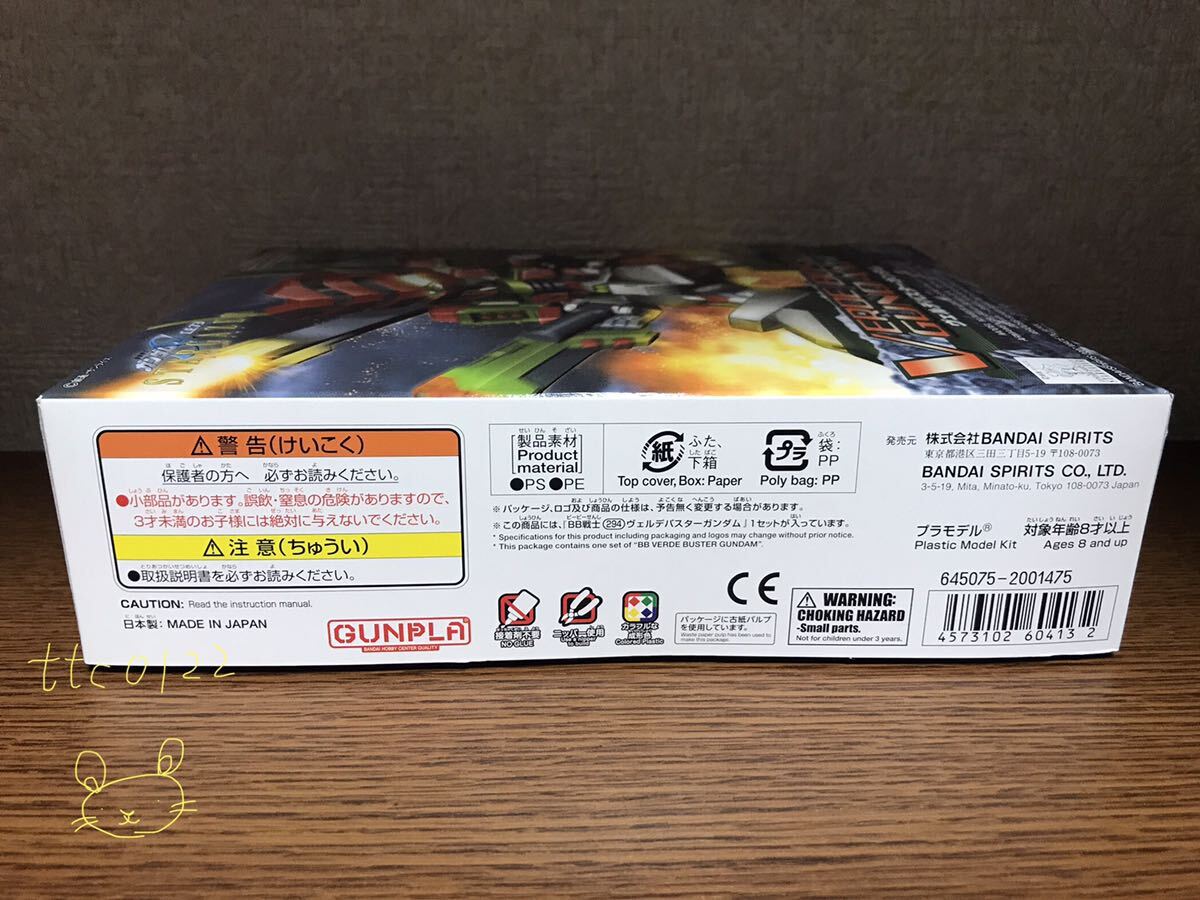 警告(けいこく)
保護者の方へ 必ずお読みください。
●小部品があります。誤飲・窒息の危険がありますので、
3才未満のお子様には絶対に与えないでください。
注意(ちゅうい)
●取扱説明書を必ずお読みください。
CAUTION: Read the instruction manual.
日本製: MADE IN JAPAN
GUNPLA
BANDAI HOBBY CENTER QUALITY
製品素材
Product material
●PS ●PE
紙
ふた、下箱
Top cover, Box: Paper
プラ
袋:PP
Poly bag: PP
※パッケージ、ロゴ及び商品の仕様は、予告無く変更する場合があります。
※この商品には、「BB戦士(294)ヴェルデバスターガンダム」1セットが入っています。
* Specifications for this product including packaging and logos may change without prior notice.
* This package contains one set of "BB VERDE BUSTER GUNDAM".
接着剤不要
NO GLUE
ニッパー使用
カラフルな成形色
Colored Plastic
CE
パッケージに古紙パルプを使用しています。
Waste paper pulp has been used to make this package.
WARNING:
CHOKING HAZARD
-Small parts.
Not for children under 3 years.
発売元 株式会社BANDAI SPIRITS
東京都港区三田三丁目5-19 〒108-0073
BANDAI SPIRITS CO., LTD.
3-5-19, Mita, Minato-ku, Tokyo 108-0073 Japan
プラモデル® 対象年齢8才以上
Plastic Model Kit Ages 8 and up
645075-2001475
4573102 60413 2
ttc0122